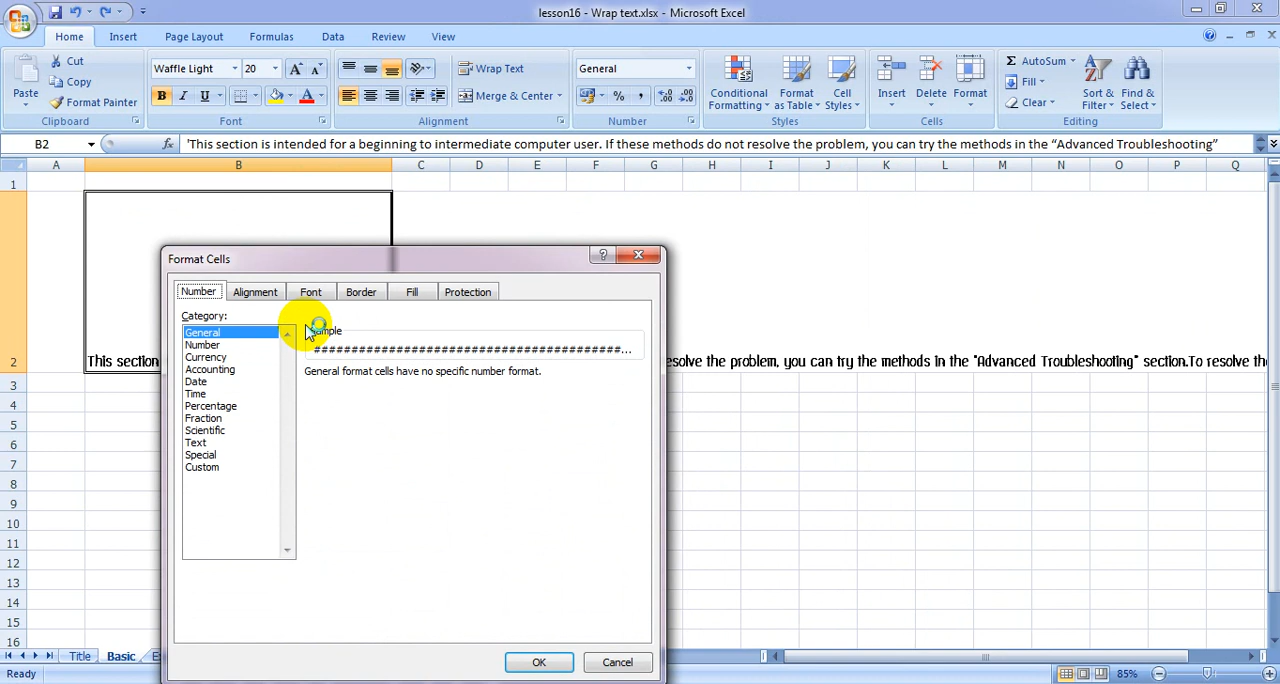 lesson16 - Wrap text.xlsx - Microsoft Excel
Home Insert Page Layout Formulas Data Review View
Paste Cut Copy Format Painter
Clipboard
Waffle Light 20
B I U A A A
Font
Wrap Text
Merge & Center
Alignment
General
% ,
Number
Conditional Formatting Format as Table Cell Styles
Styles
Insert Delete Format
Cells
AutoSum Fill Clear Sort & Filter Find & Select
Editing
B2 fx 'This section is intended for a beginning to intermediate computer user. If these methods do not resolve the problem, you can try the methods in the “Advanced Troubleshooting”
A B C D E F G H I J K L M N O P Q
1
2 This section
esolve the problem, you can try the methods in the "Advanced Troubleshooting" section.To resolve the
3
4
5
6
7
8
9
10
11
12
13
14
15
16
Format Cells
Number Alignment Font Border Fill Protection
Category:
General
Number
Currency
Accounting
Date
Time
Percentage
Fraction
Scientific
Text
Special
Custom
General format cells have no specific number format.
OK Cancel
Title Basic
Ready 85%